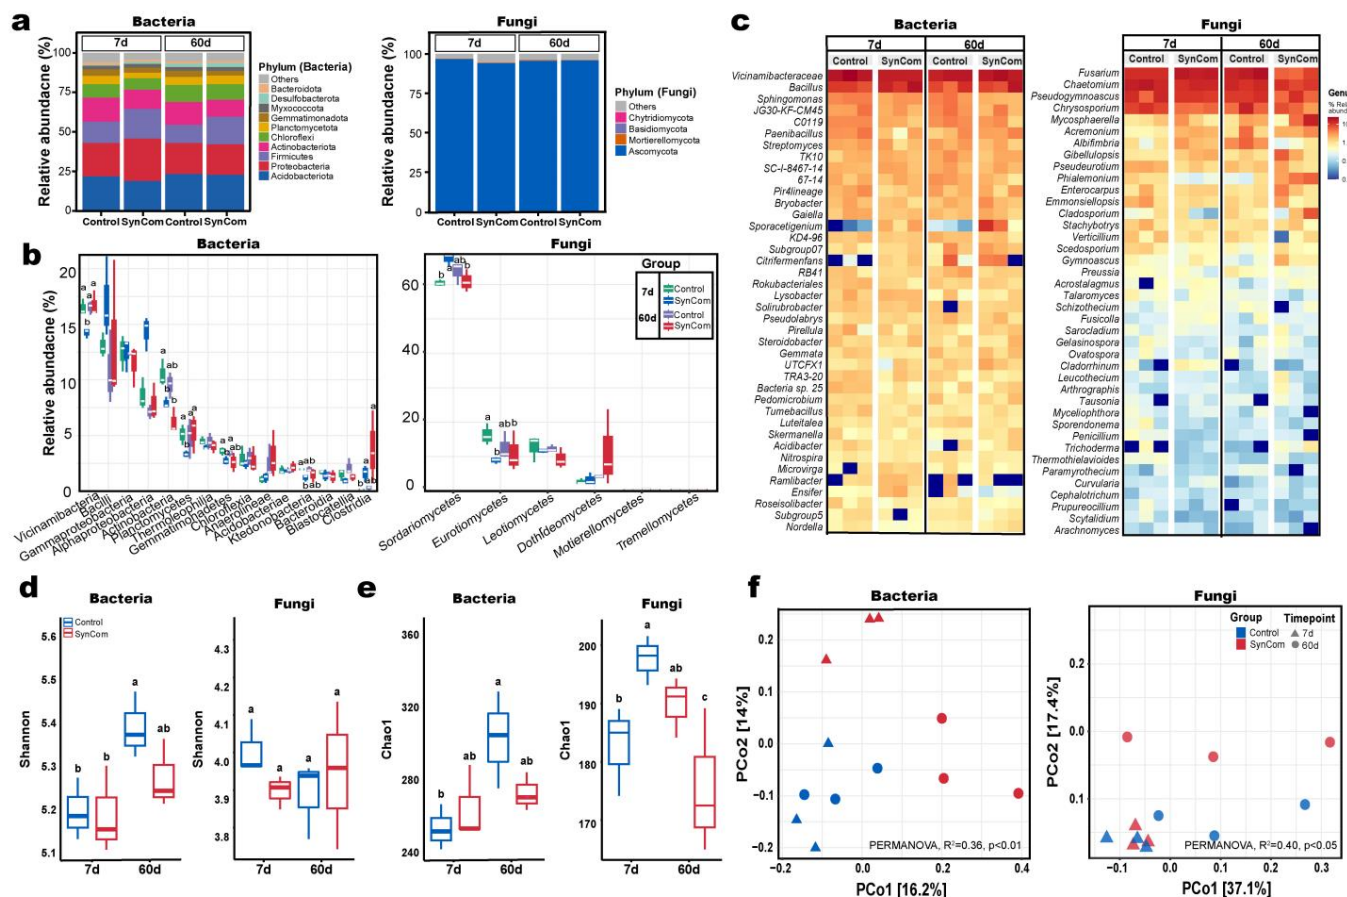 a
Bacteria
7d
60d
Relative abundacne (%)
100
75
50
25
0
Control
SynCom
Control
SynCom
Phylum (Bacteria)
Others
Bacteroidota
Desulfobacterota
Myxococcota
Gemmatimonadota
Planctomycetota
Chloroflexi
Actinobacteriota
Firmicutes
Proteobacteria
Acidobacteriota
Fungi
7d
60d
Relative abundacne (%)
100
75
50
25
0
Control
SynCom
Control
SynCom
Phylum (Fungi)
Others
Chytridiomycota
Basidiomycota
Mortierellomycota
Ascomycota
b
Bacteria
Relative abundacne (%)
20
15
10
5
0
Vicinamibacteria
Bacilli
Gammaproteobacteria
Alphaproteobacteria
Actinobacteria
Planctomycetes
Thermoleophilia
Gemmatimonadetes
Chloroflexia
Anaerolineae
Acidobacteriae
Ktedonobacteria
Bacteroidia
Blastocatellia
Clostridia
Fungi
60
40
20
0
Group
7d
Control
SynCom
60d
Control
SynCom
Sordariomycetes
Eurotiomycetes
Leotiomycetes
Dothfdeomycetes
Motierellomycetes
Tremellomycetes
c
Bacteria
7d
60d
Control
SynCom
Control
SynCom
Vicinamibacteraceae
Bacillus
Sphingomonas
JG30-KF-CM45
C0119
Paenibacillus
Streptomyces
TK10
SC-I-8467-14
67-14
Pir4lineage
Bryobacter
Gaiella
Sporacetigenium
KD4-96
Subgroup07
Citrifermenfans
RB41
Rokubacteriales
Lysobacter
Solirubrobacter
Pseudolabrys
Pirellula
Steroidobacter
Gemmata
UTCFX1
TRA3-20
Bacteria sp. 25
Pedomicrobium
Tumebacillus
Luteitalea
Skermanella
Acidibacter
Nitrospira
Microvirga
Ramlibacter
Ensifer
Roseisolibacter
Subgroup5
Nordella
Fungi
7d
60d
Control
SynCom
Control
SynCom
Fusarium
Chaetomium
Pseudogymnoascus
Chrysosporium
Mycosphaerella
Acremonium
Albifimbria
Gibellulopsis
Pseudeurotium
Phialemonium
Enterocarpus
Emmonsiellopsis
Cladosporium
Stachybotrys
Verticillium
Scedosporium
Gymnoascus
Preussia
Acrostalagmus
Talaromyces
Schizothecium
Fusicolla
Sarocladium
Gelasinospora
Ovatospora
Cladorrhinum
Leucothecium
Arthrographis
Tausonia
Myceliophthora
Sporendonema
Penicillium
Trichoderma
Thermothielavioides
Paramyrothecium
Curvularia
Cephalotrichum
Prupureocillium
Scytalidium
Arachnomyces
Genu
% Rel
abund
10
0.
d
Bacteria
Control
SynCom
Shannon
5.6
5.5
5.4
5.3
5.2
5.1
b
b
a
ab
7d
60d
Fungi
Shannon
4.3
4.2
4.1
4.0
3.9
3.8
a
a
a
a
7d
60d
e
Bacteria
Chao1
360
320
280
240
b
ab
a
ab
7d
60d
Fungi
Chao1
200
190
180
170
b
a
ab
c
7d
60d
f
Bacteria
PCo2 [14%]
0.2
0.1
0.0
−0.1
−0.2
−0.2
0.0
0.2
0.4
PERMANOVA, R²=0.36, p<0.01
PCo1 [16.2%]
Fungi
Group
Timepoint
Control
7d
SynCom
60d
PCo2 [17.4%]
0.2
0.0
0.1
−0.1
0.0
0.1
0.2
0.3
PERMANOVA, R²=0.40, p<0.05
PCo1 [37.1%]